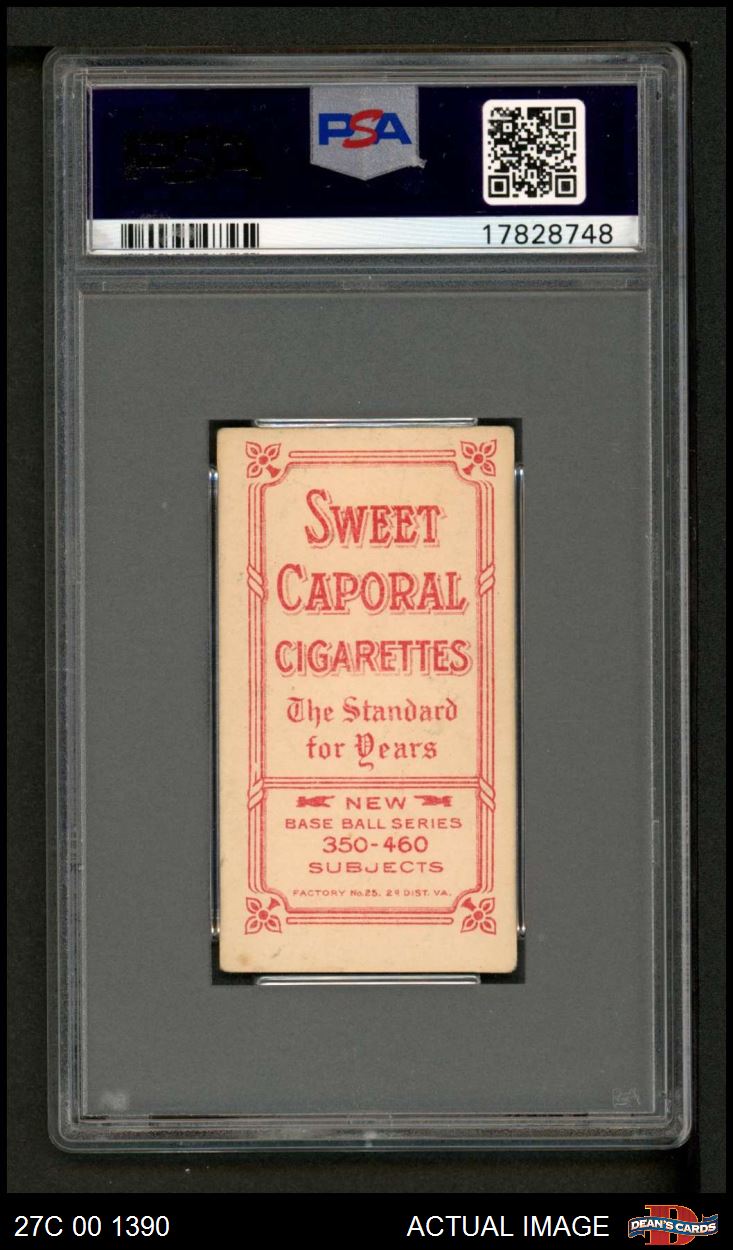 PSA
17828748
SWEET
CAPORAL
CIGARETTES
The Standard
for Years
NEW
BASE BALL SERIES
350-460
SUBJECTS
FACTORY No. 25. 2D DIST. VA.
27C 00 1390 ACTUAL IMAGE DEAN'S CARDS